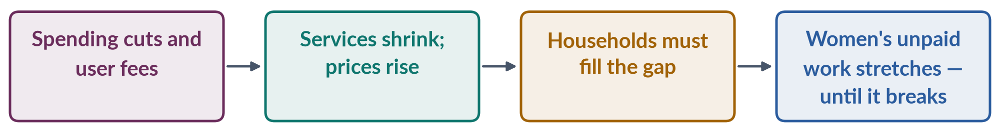 Spending cuts and
user fees
Services shrink;
prices rise
Households must
fill the gap
Women's unpaid
work stretches —
until it breaks